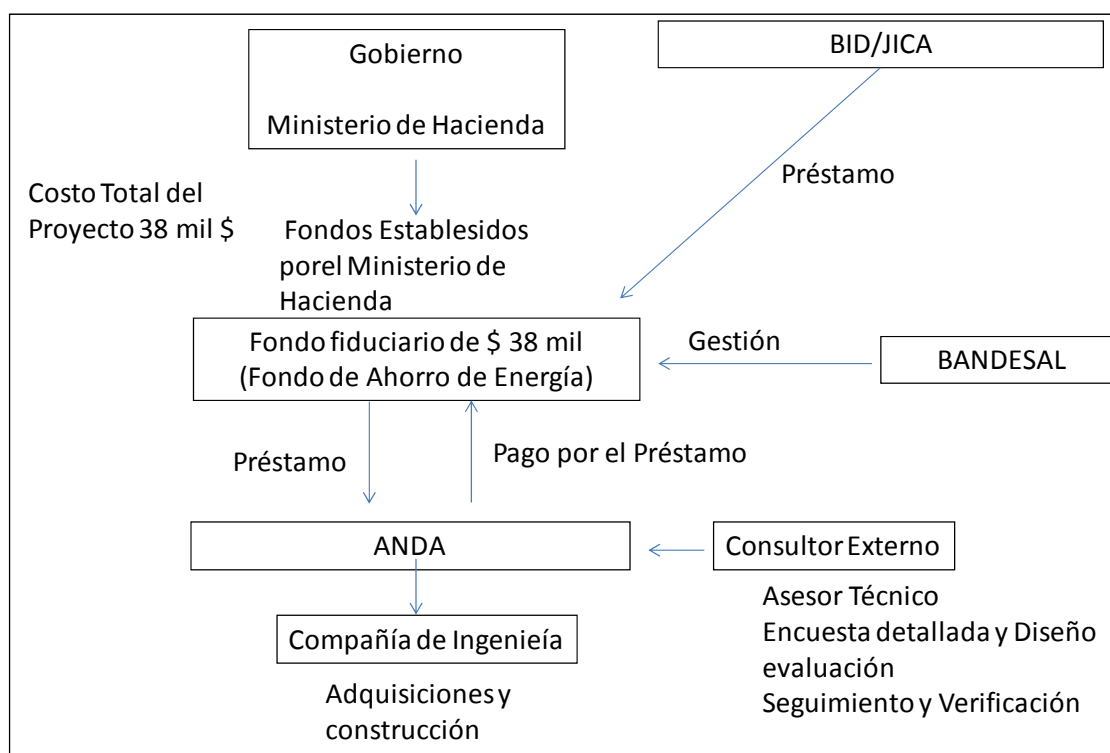 Gobierno
Ministerio de Hacienda
BID/JICA
Préstamo
Costo Total del
Proyecto 38 mil $
Fondos Establesidos
porel Ministerio de
Hacienda
Fondo fiduciario de $ 38 mil
(Fondo de Ahorro de Energía)
Gestión
BANDESAL
Préstamo
Pago por el Préstamo
ANDA
Consultor Externo
Compañía de Ingenieía
Adquisiciones y
construcción
Asesor Técnico
Encuesta detallada y Diseño
evaluación
Seguimiento y Verificación